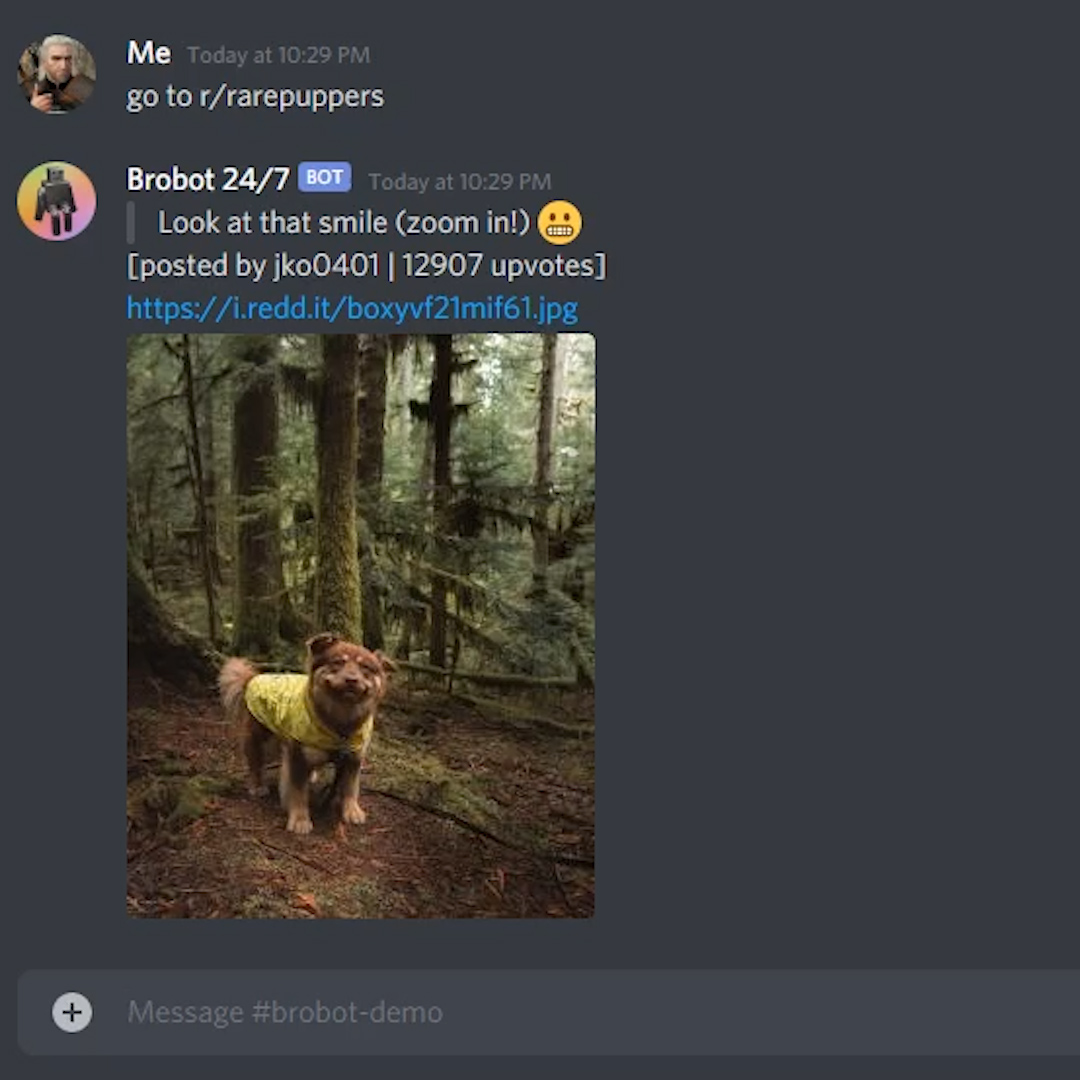 Me Today at 10:29 PM
go to r/rarepuppers
Brobot 24/7 BOT Today at 10:29 PM
Look at that smile (zoom in!) 😬
[posted by jko0401 | 12907 upvotes]
https://i.redd.it/boxyvf21mif61.jpg
Message #brobot-demo